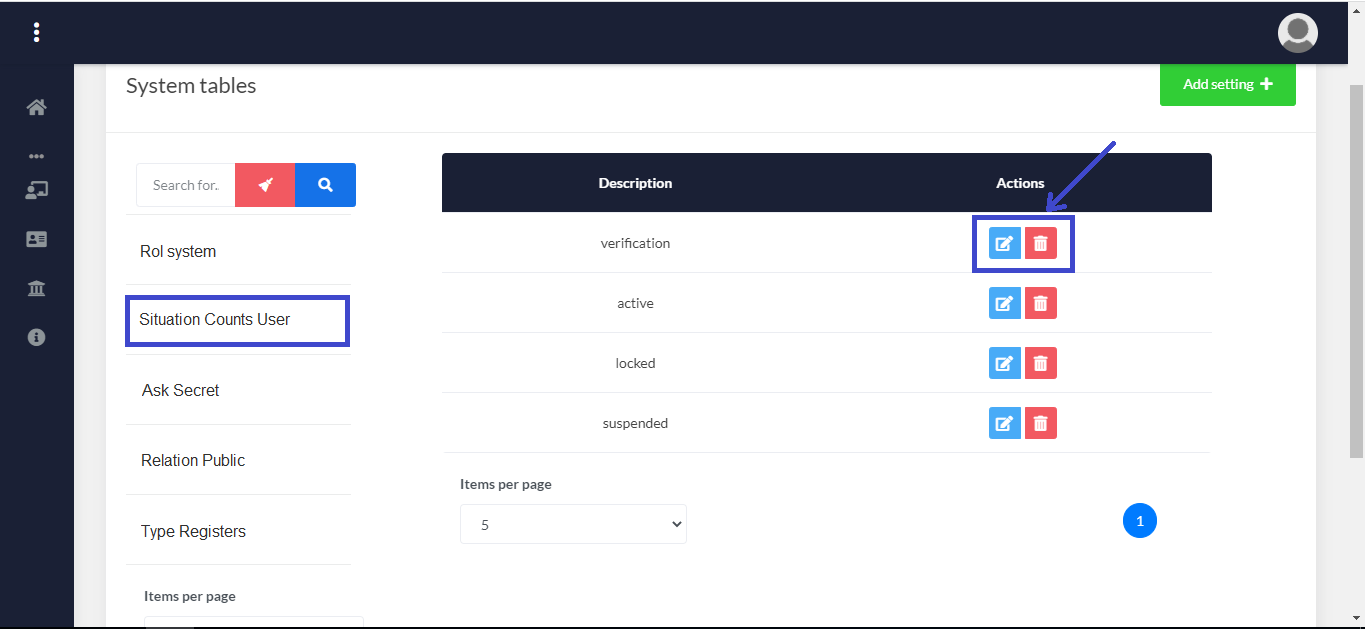 System tables
Add setting
Search for..
Rol system
Situation Counts User
Ask Secret
Relation Public
Type Registers
Items per page
Description Actions
verification
active
locked
suspended
Items per page
5
1